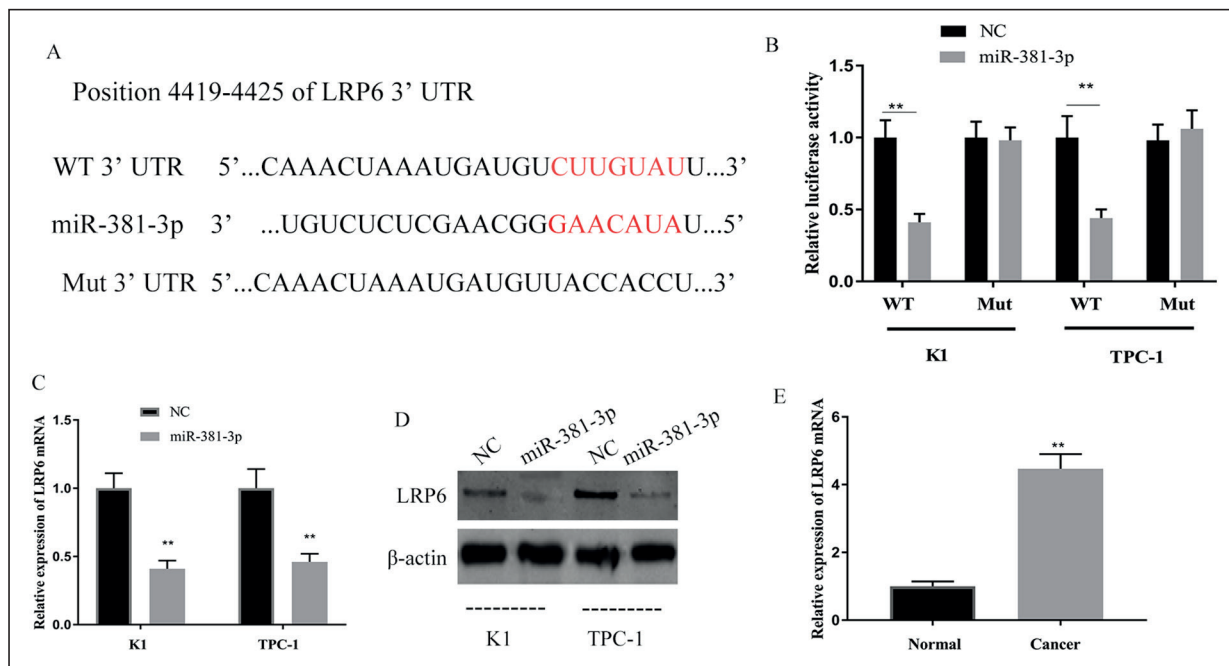 A
Position 4419-4425 of LRP6 3’ UTR
WT 3’ UTR 5’...CAAACUAAAUGAUGUCUUGUAUU...3’
miR-381-3p 3’ ...UGUCUCUCGAACGGGAACAUAU...5’
Mut 3’ UTR 5’...CAAACUAAAUGAUGUUACCACCU...3’
B
NC
miR-381-3p
Relative luciferase activity
1.5
1.0
0.5
0.0
** **
WT Mut WT Mut
K1 TPC-1
C
NC
miR-381-3p
Relative expression of LRP6 mRNA
1.5
1.0
0.5
0.0
** **
K1 TPC-1
D
NC miR-381-3p NC miR-381-3p
LRP6
β-actin
K1 TPC-1
E
Relative expression of LRP6 mRNA
6
4
2
0
**
Normal Cancer